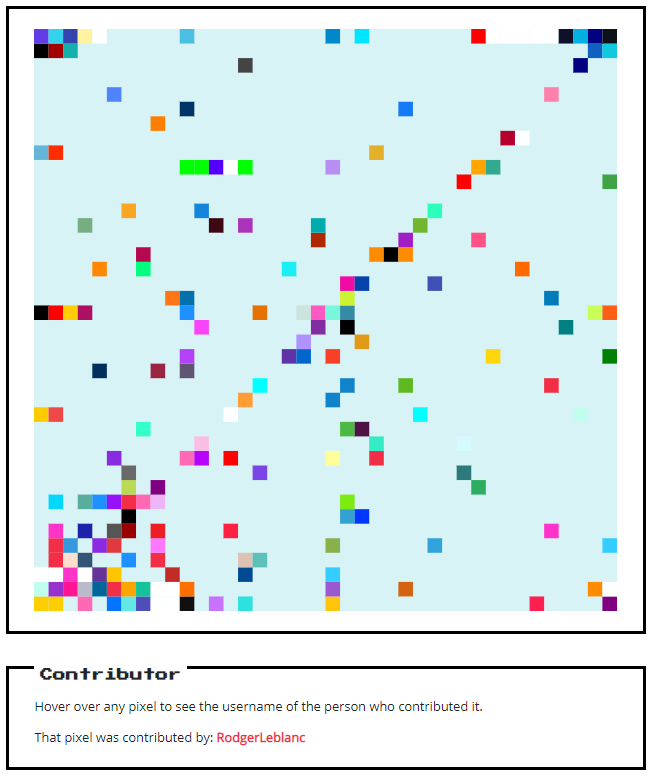 Contributor
Hover over any pixel to see the username of the person who contributed it.
That pixel was contributed by: RodgerLeblanc